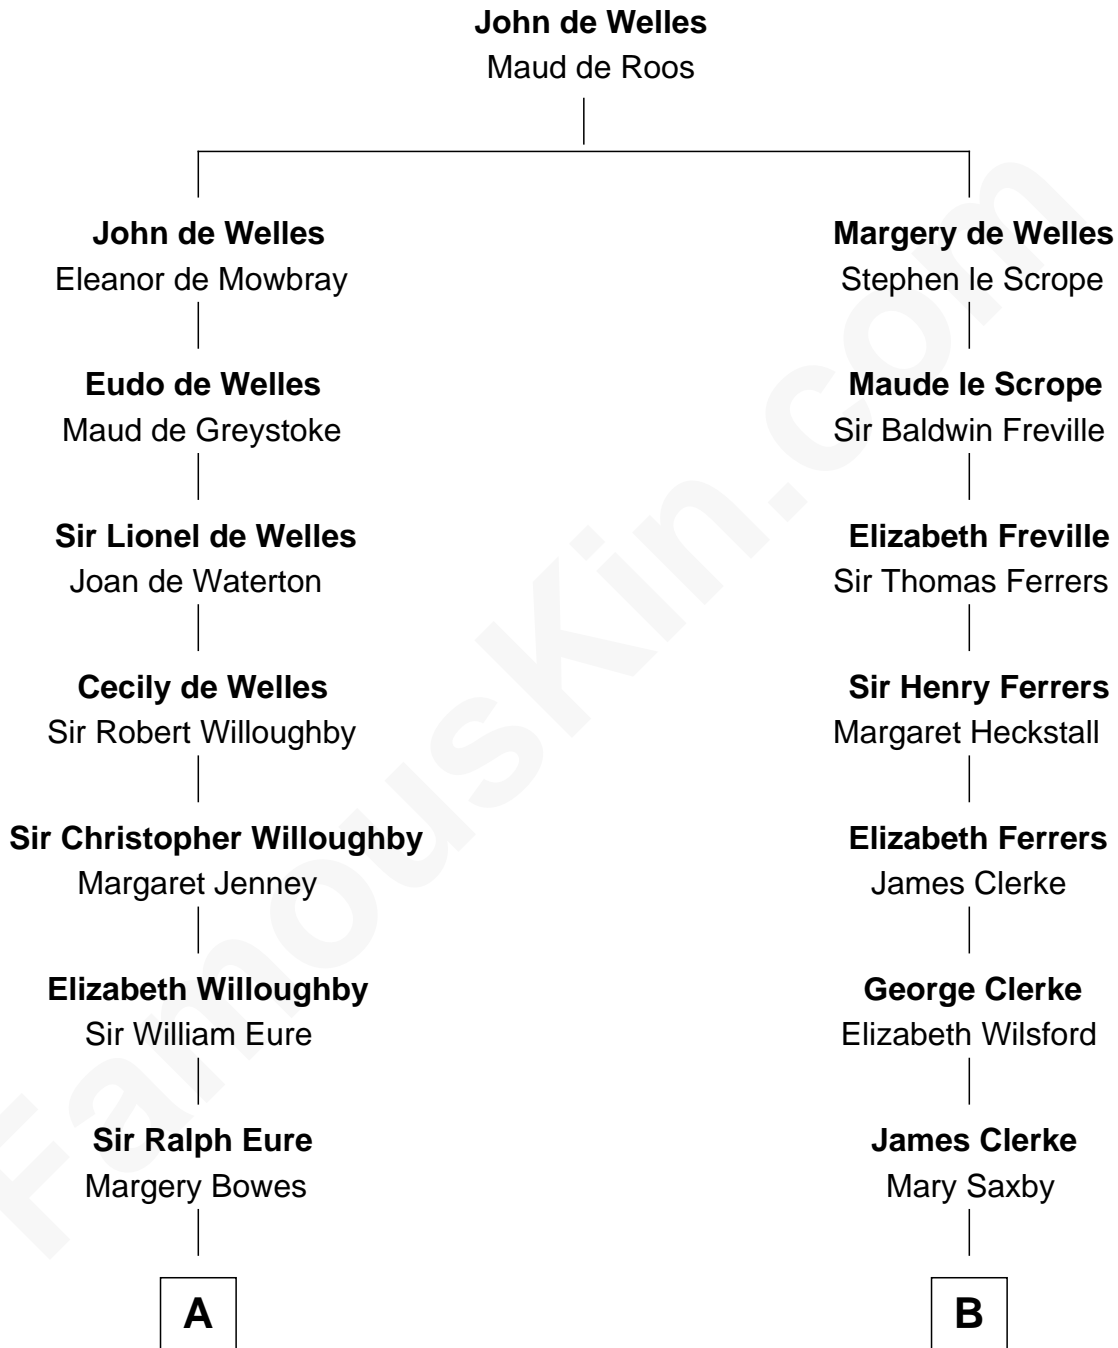 John de Welles
Maud de Roos
John de Welles
Eleanor de Mowbray
Margery de Welles
Stephen le Scrope
Eudo de Welles
Maud de Greystoke
Maude le Scrope
Sir Baldwin Freville
Sir Lionel de Welles
Joan de Waterton
Elizabeth Freville
Sir Thomas Ferrers
Cecily de Welles
Sir Robert Willoughby
Sir Henry Ferrers
Margaret Heckstall
Sir Christopher Willoughby
Margaret Jenney
Elizabeth Ferrers
James Clerke
Elizabeth Willoughby
Sir William Eure
George Clerke
Elizabeth Wilsford
Sir Ralph Eure
Margery Bowes
James Clerke
Mary Saxby
A
B
FamousKin.com